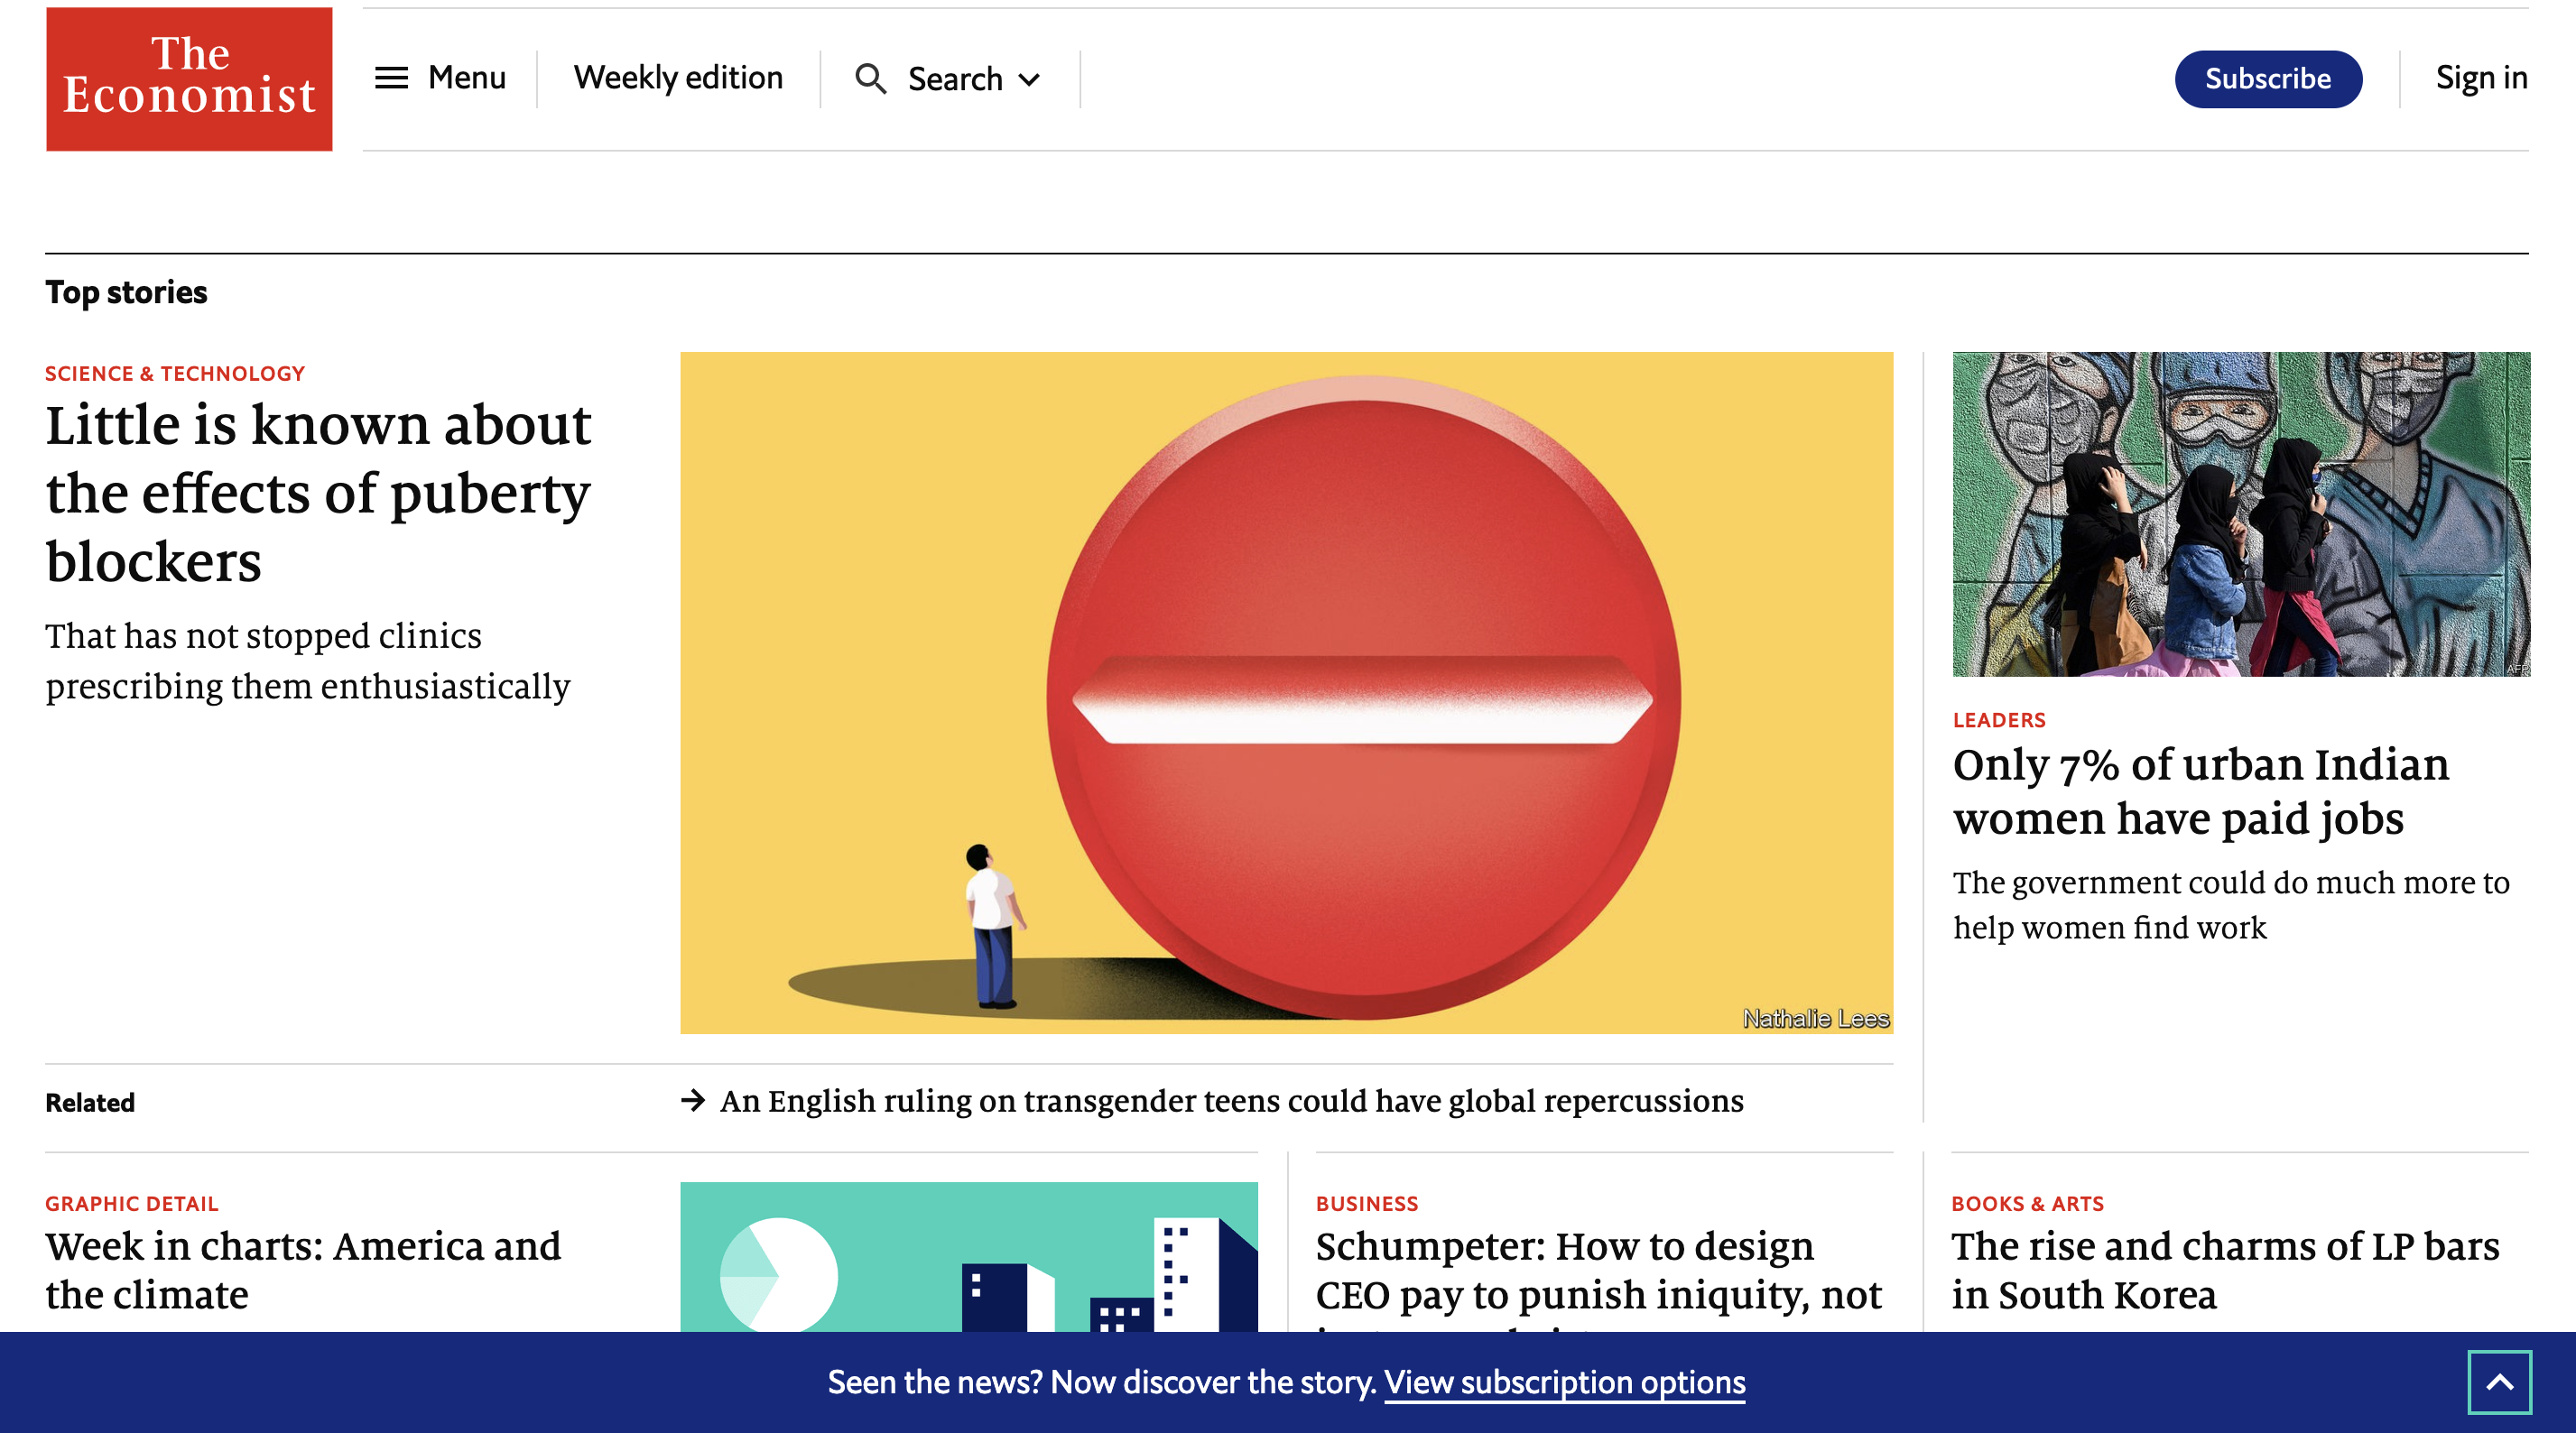 The
Economist
Menu
Weekly edition
Search
Subscribe
Sign in
Top stories
SCIENCE & TECHNOLOGY
Little is known about
the effects of puberty
blockers
That has not stopped clinics
prescribing them enthusiastically
Nathalie Lees
AFP
LEADERS
Only 7% of urban Indian
women have paid jobs
The government could do much more to
help women find work
Related
→ An English ruling on transgender teens could have global repercussions
GRAPHIC DETAIL
Week in charts: America and
the climate
BUSINESS
Schumpeter: How to design
CEO pay to punish iniquity, not
BOOKS & ARTS
The rise and charms of LP bars
in South Korea
Seen the news? Now discover the story. View subscription options